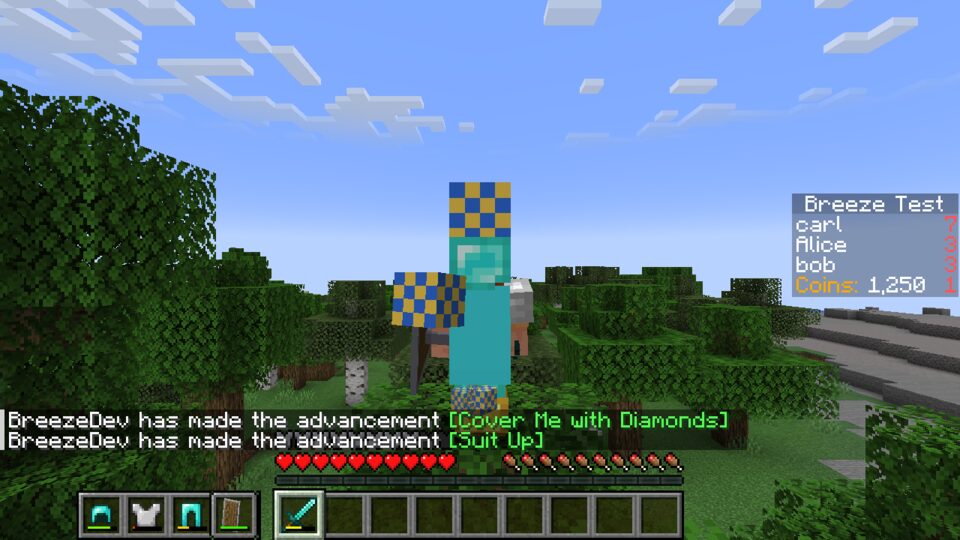 Breeze Test
carl 7
Alice 3
bob 3
Coins: 1,250 1
BreezeDev has made the advancement [Cover Me with Diamonds]
BreezeDev has made the advancement [Suit Up]